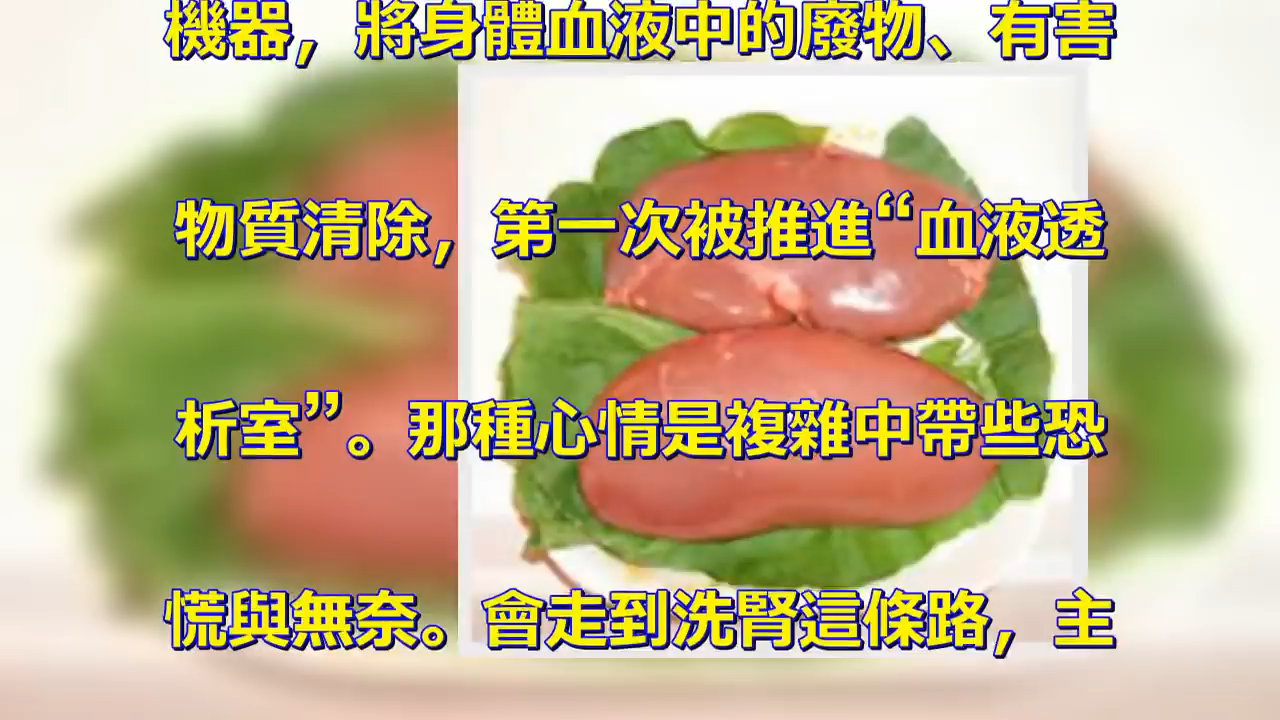 機器，將身體血液中的廢物、有害
物質清除，第一次被推進“血液透
析室”。那種心情是複雜中帶些恐
慌與無奈。會走到洗腎這條路，主